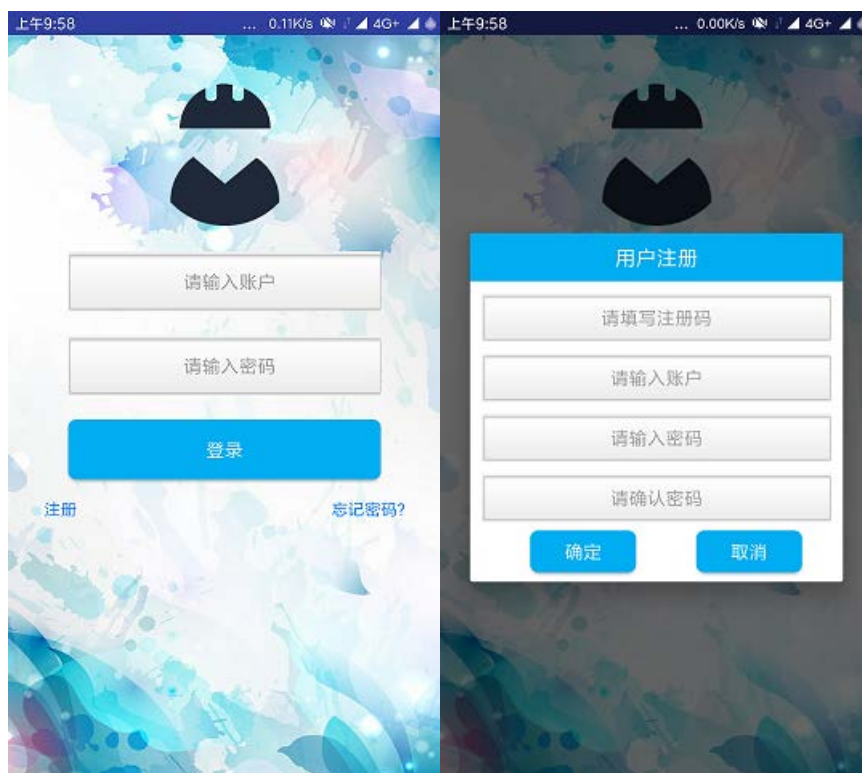 上午9:58 ... 0.11K/s 4G+
请输入账户
请输入密码
登录
注册 忘记密码?
上午9:58 ... 0.00K/s 4G+
用户注册
请填写注册码
请输入账户
请输入密码
请确认密码
确定 取消